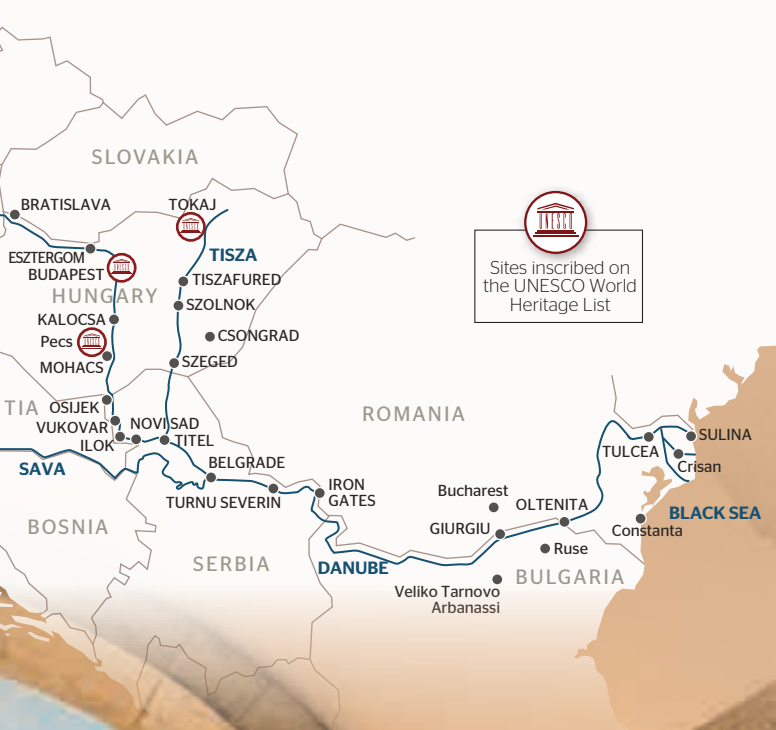 SLOVAKIA
BRATISLAVA
TOKAJ
UNESCO
Sites inscribed on
the UNESCO World
Heritage List
ESZTERGOM
BUDAPEST
TISZA
TISZAFURED
HUNGARY
SZOLNOK
KALOCSA
CSONGRAD
Pecs
MOHACS
SZEGED
TIA
OSIJEK
ROMANIA
VUKOVAR
NOVI SAD
ILOK
TITEL
SULINA
TULCEA
Crisan
SAVA
BELGRADE
TURNU SEVERIN
IRON
GATES
Bucharest
OLTENITA
BLACK SEA
BOSNIA
GIURGIU
Constanta
Ruse
SERBIA
DANUBE
BULGARIA
Veliko Tarnovo
Arbanassi